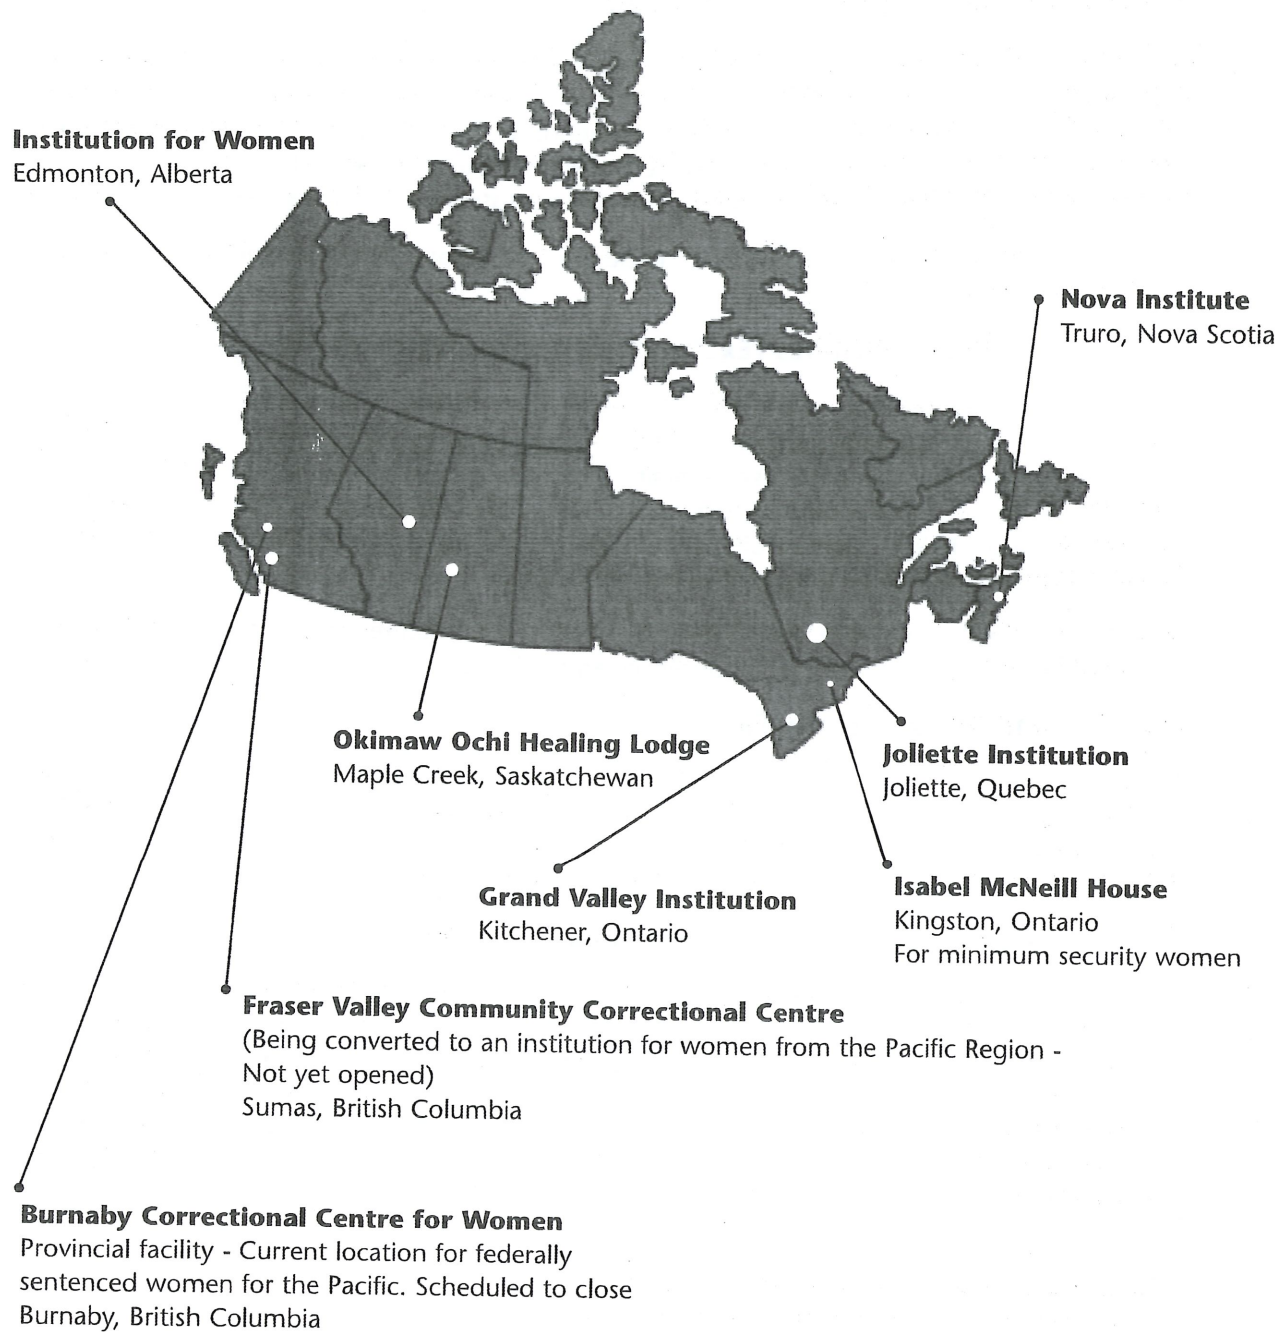 Institution for Women
Edmonton, Alberta
Nova Institute
Truro, Nova Scotia
Okimaw Ochi Healing Lodge
Maple Creek, Saskatchewan
Joliette Institution
Joliette, Quebec
Grand Valley Institution
Kitchener, Ontario
Isabel McNeill House
Kingston, Ontario
For minimum security women
Fraser Valley Community Correctional Centre
(Being converted to an institution for women from the Pacific Region -
Not yet opened)
Sumas, British Columbia
Burnaby Correctional Centre for Women
Provincial facility - Current location for federally
sentenced women for the Pacific. Scheduled to close
Burnaby, British Columbia